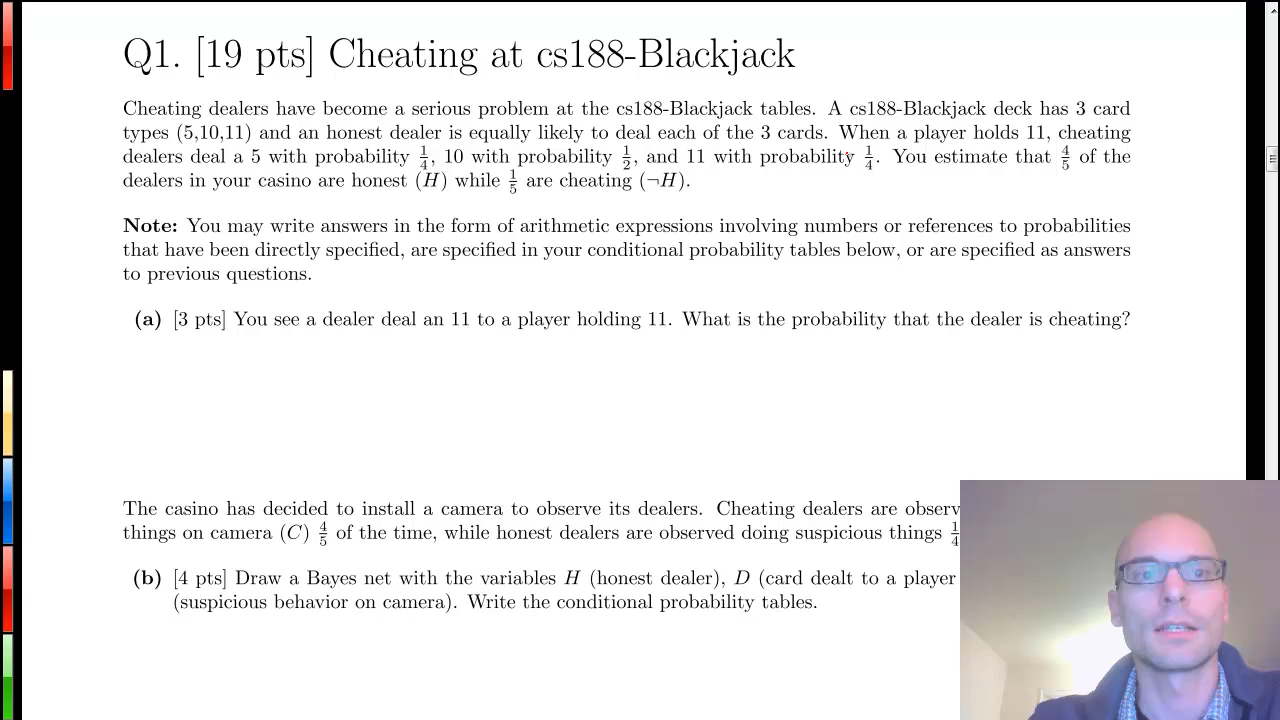 Q1. [19 pts] Cheating at cs188-Blackjack
Cheating dealers have become a serious problem at the cs188-Blackjack tables. A cs188-Blackjack deck has 3 card
types (5,10,11) and an honest dealer is equally likely to deal each of the 3 cards. When a player holds 11, cheating
dealers deal a 5 with probability 1/4, 10 with probability 1/2, and 11 with probability 1/4. You estimate that 4/5 of the
dealers in your casino are honest (H) while 1/5 are cheating (¬H).
Note: You may write answers in the form of arithmetic expressions involving numbers or references to probabilities
that have been directly specified, are specified in your conditional probability tables below, or are specified as answers
to previous questions.
(a) [3 pts] You see a dealer deal an 11 to a player holding 11. What is the probability that the dealer is cheating?
The casino has decided to install a camera to observe its dealers. Cheating dealers are observ
things on camera (C) 4/5 of the time, while honest dealers are observed doing suspicious things 1/4
(b) [4 pts] Draw a Bayes net with the variables H (honest dealer), D (card dealt to a player
(suspicious behavior on camera). Write the conditional probability tables.